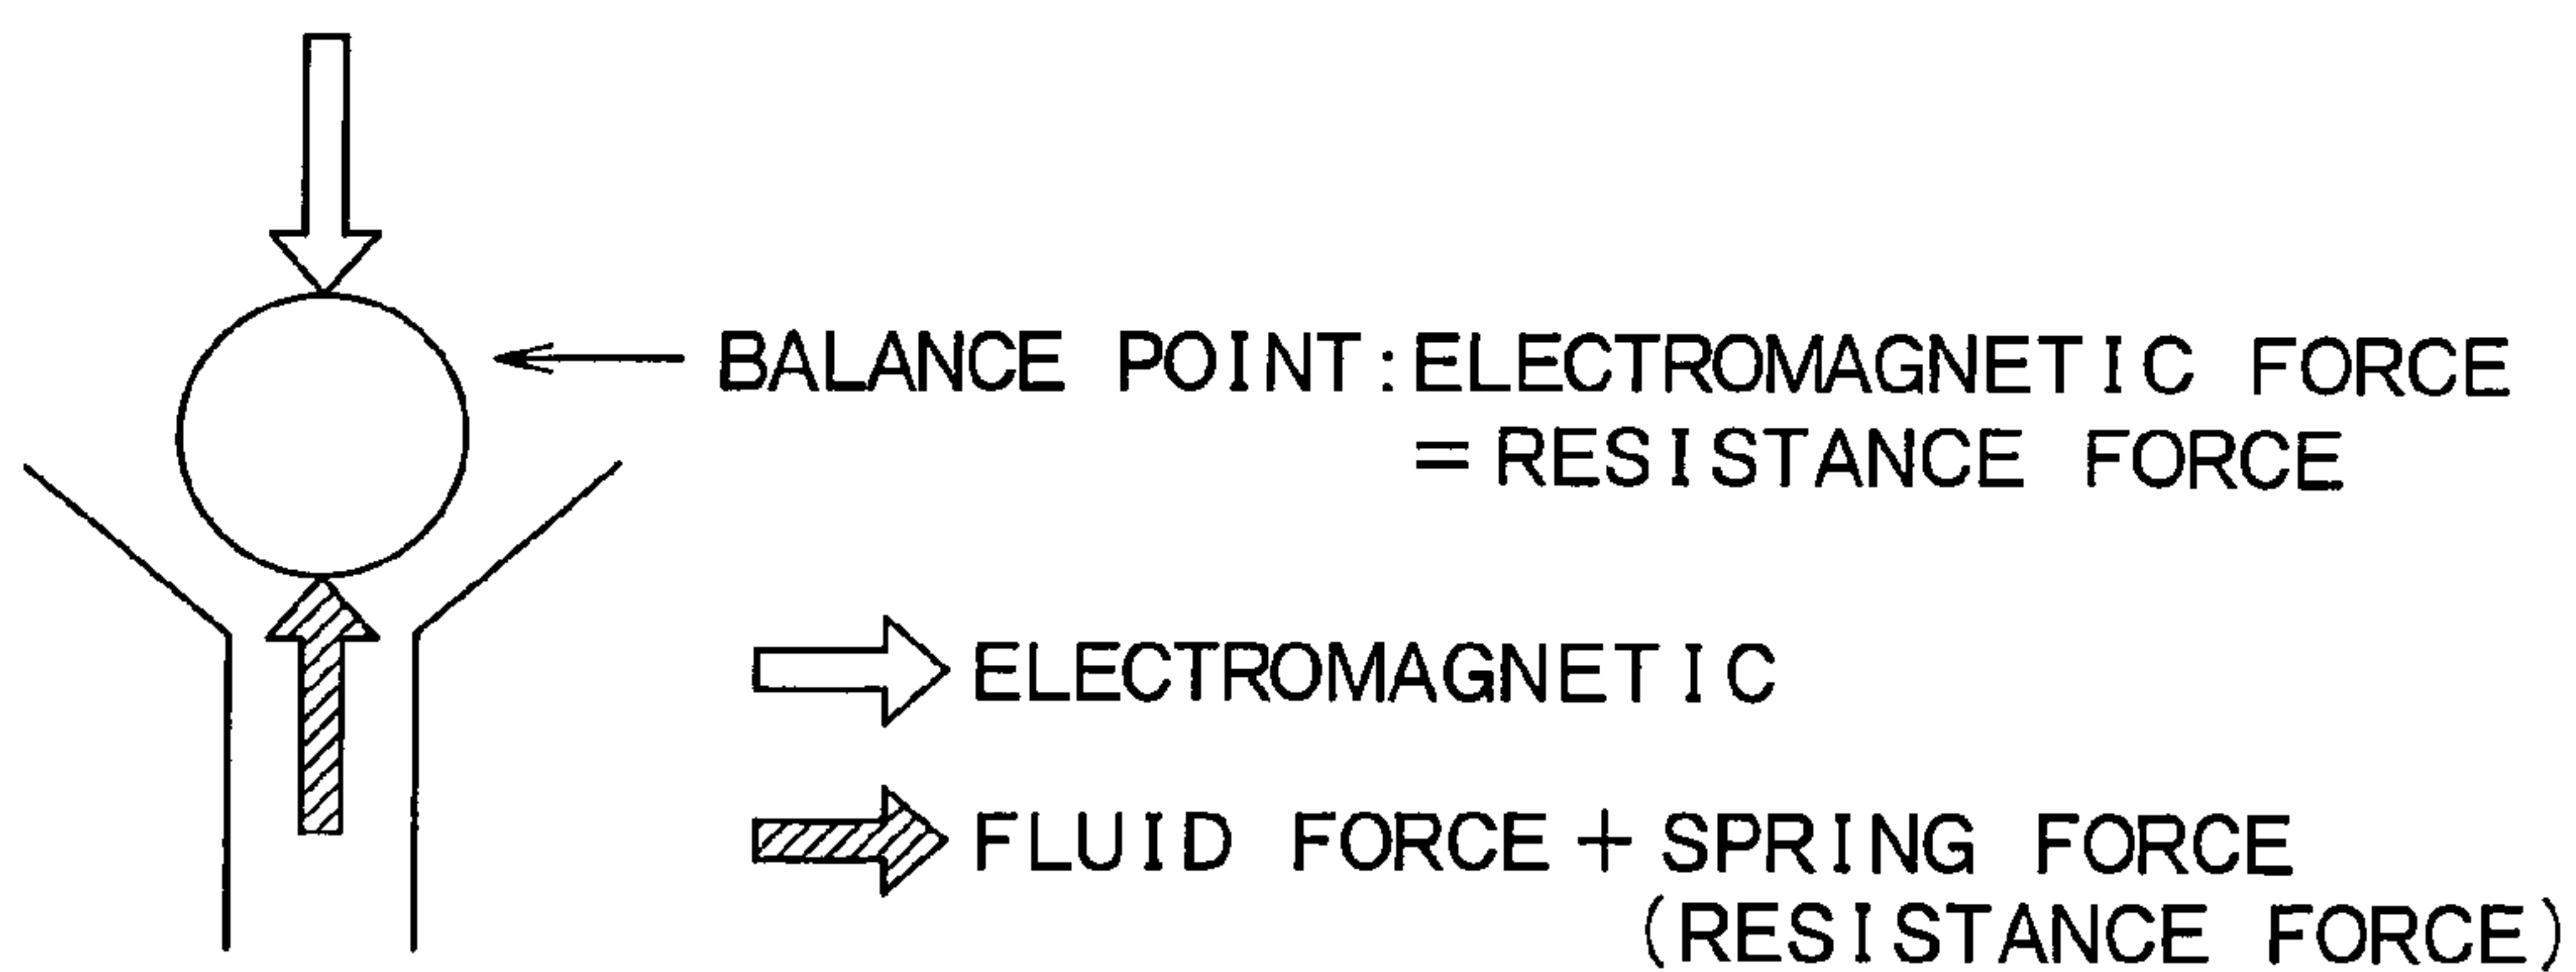 BALANCE POINT:ELECTROMAGNETIC FORCE
=RESISTANCE FORCE
ELECTROMAGNETIC
FLUID FORCE+SPRING FORCE
(RESISTANCE FORCE)